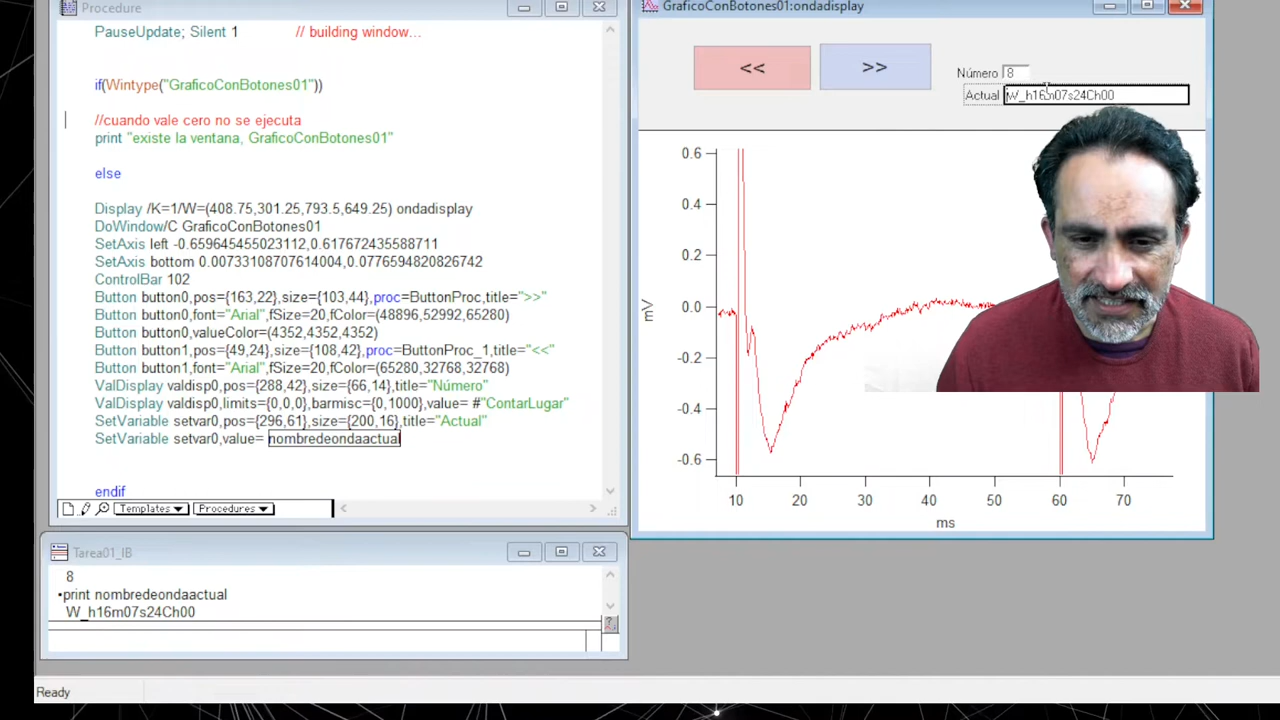 Procedure
PauseUpdate; Silent 1 // building window...
if(Wintype("GraficoConBotones01"))
//cuando vale cero no se ejecuta
print "existe la ventana, GraficoConBotones01"
else
Display /K=1/W=(408.75,301.25,793.5,649.25) ondadisplay
DoWindow/C GraficoConBotones01
SetAxis left -0.659645455023112,0.617672435588711
SetAxis bottom 0.00733108707614004,0.0776594820826742
ControlBar 102
Button button0,pos={163,22},size={103,44},proc=ButtonProc,title=">>"
Button button0,font="Arial",fSize=20,fColor=(48896,52992,65280)
Button button0,valueColor=(4352,4352,4352)
Button button1,pos={49,24},size={108,42},proc=ButtonProc_1,title="<<"
Button button1,font="Arial",fSize=20,fColor=(65280,32768,32768)
ValDisplay valdisp0,pos={288,42},size={66,14},title="Número"
ValDisplay valdisp0,limits={0,0,0},barmisc={0,1000},value= #"ContarLugar"
SetVariable setvar0,pos={296,61},size={200,16},title="Actual"
SetVariable setvar0,value= nombredeondaactual
endif
Templates
Procedures
Tarea01_IB
8
•print nombredeondaactual
W_h16m07s24Ch00
Ready
GraficoConBotones01:ondadisplay
<<
>>
Número 8
Actual W_h16m07s24Ch00
0.6
0.4
0.2
0.0
-0.2
-0.4
-0.6
mV
10 20 30 40 50 60 70
ms